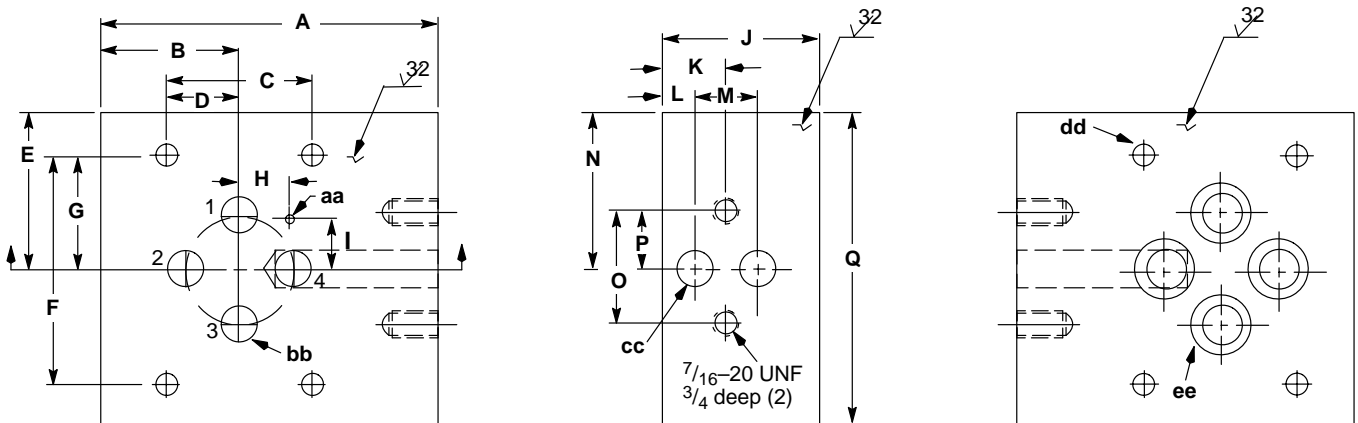 A
B
C
D
E
F
G
H
I
aa
1
2
3
4
bb
32
J
K
L
M
N
O
P
Q
cc
7/16–20 UNF
3/4 deep (2)
32
dd
ee
32